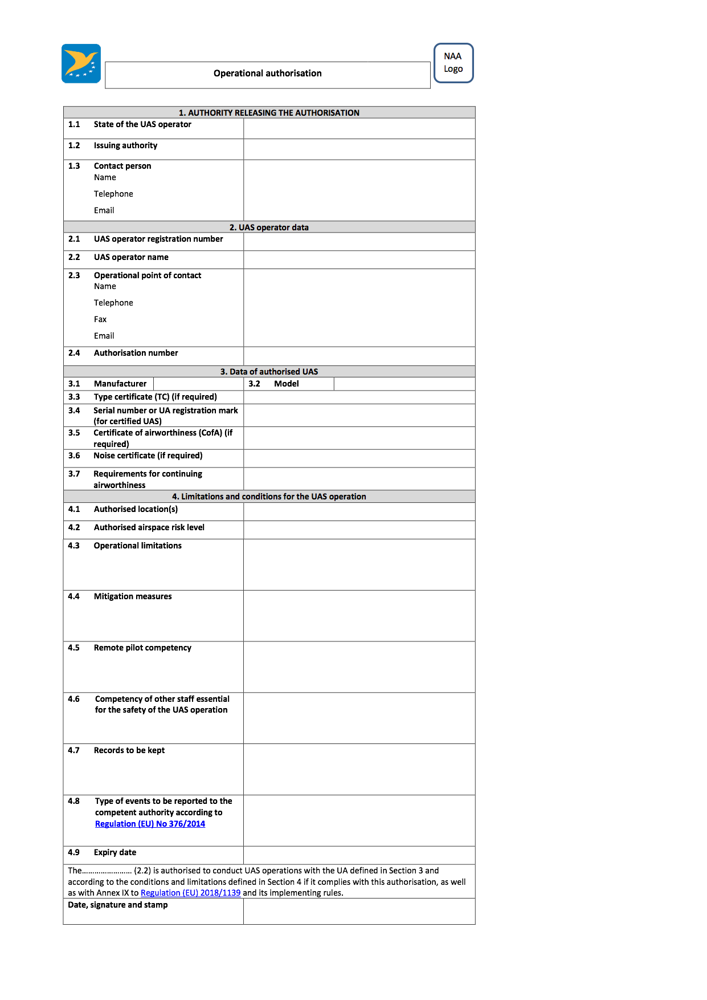 NAA
Logo
Operational authorisation
1. AUTHORITY RELEASING THE AUTHORISATION
1.1 State of the UAS operator
1.2 Issuing authority
1.3 Contact person
Name
Telephone
Email
2. UAS operator data
2.1 UAS operator registration number
2.2 UAS operator name
2.3 Operational point of contact
Name
Telephone
Fax
Email
2.4 Authorisation number
3. Data of authorised UAS
3.1 Manufacturer 3.2 Model
3.3 Type certificate (TC) (if required)
3.4 Serial number or UA registration mark
(for certified UAS)
3.5 Certificate of airworthiness (CofA) (if
required)
3.6 Noise certificate (if required)
3.7 Requirements for continuing
airworthiness
4. Limitations and conditions for the UAS operation
4.1 Authorised location(s)
4.2 Authorised airspace risk level
4.3 Operational limitations
4.4 Mitigation measures
4.5 Remote pilot competency
4.6 Competency of other staff essential
for the safety of the UAS operation
4.7 Records to be kept
4.8 Type of events to be reported to the
competent authority according to
Regulation (EU) No 376/2014
4.9 Expiry date
The…………………… (2.2) is authorised to conduct UAS operations with the UA defined in Section 3 and
according to the conditions and limitations defined in Section 4 if it complies with this authorisation, as well
as with Annex IX to Regulation (EU) 2018/1139 and its implementing rules.
Date, signature and stamp